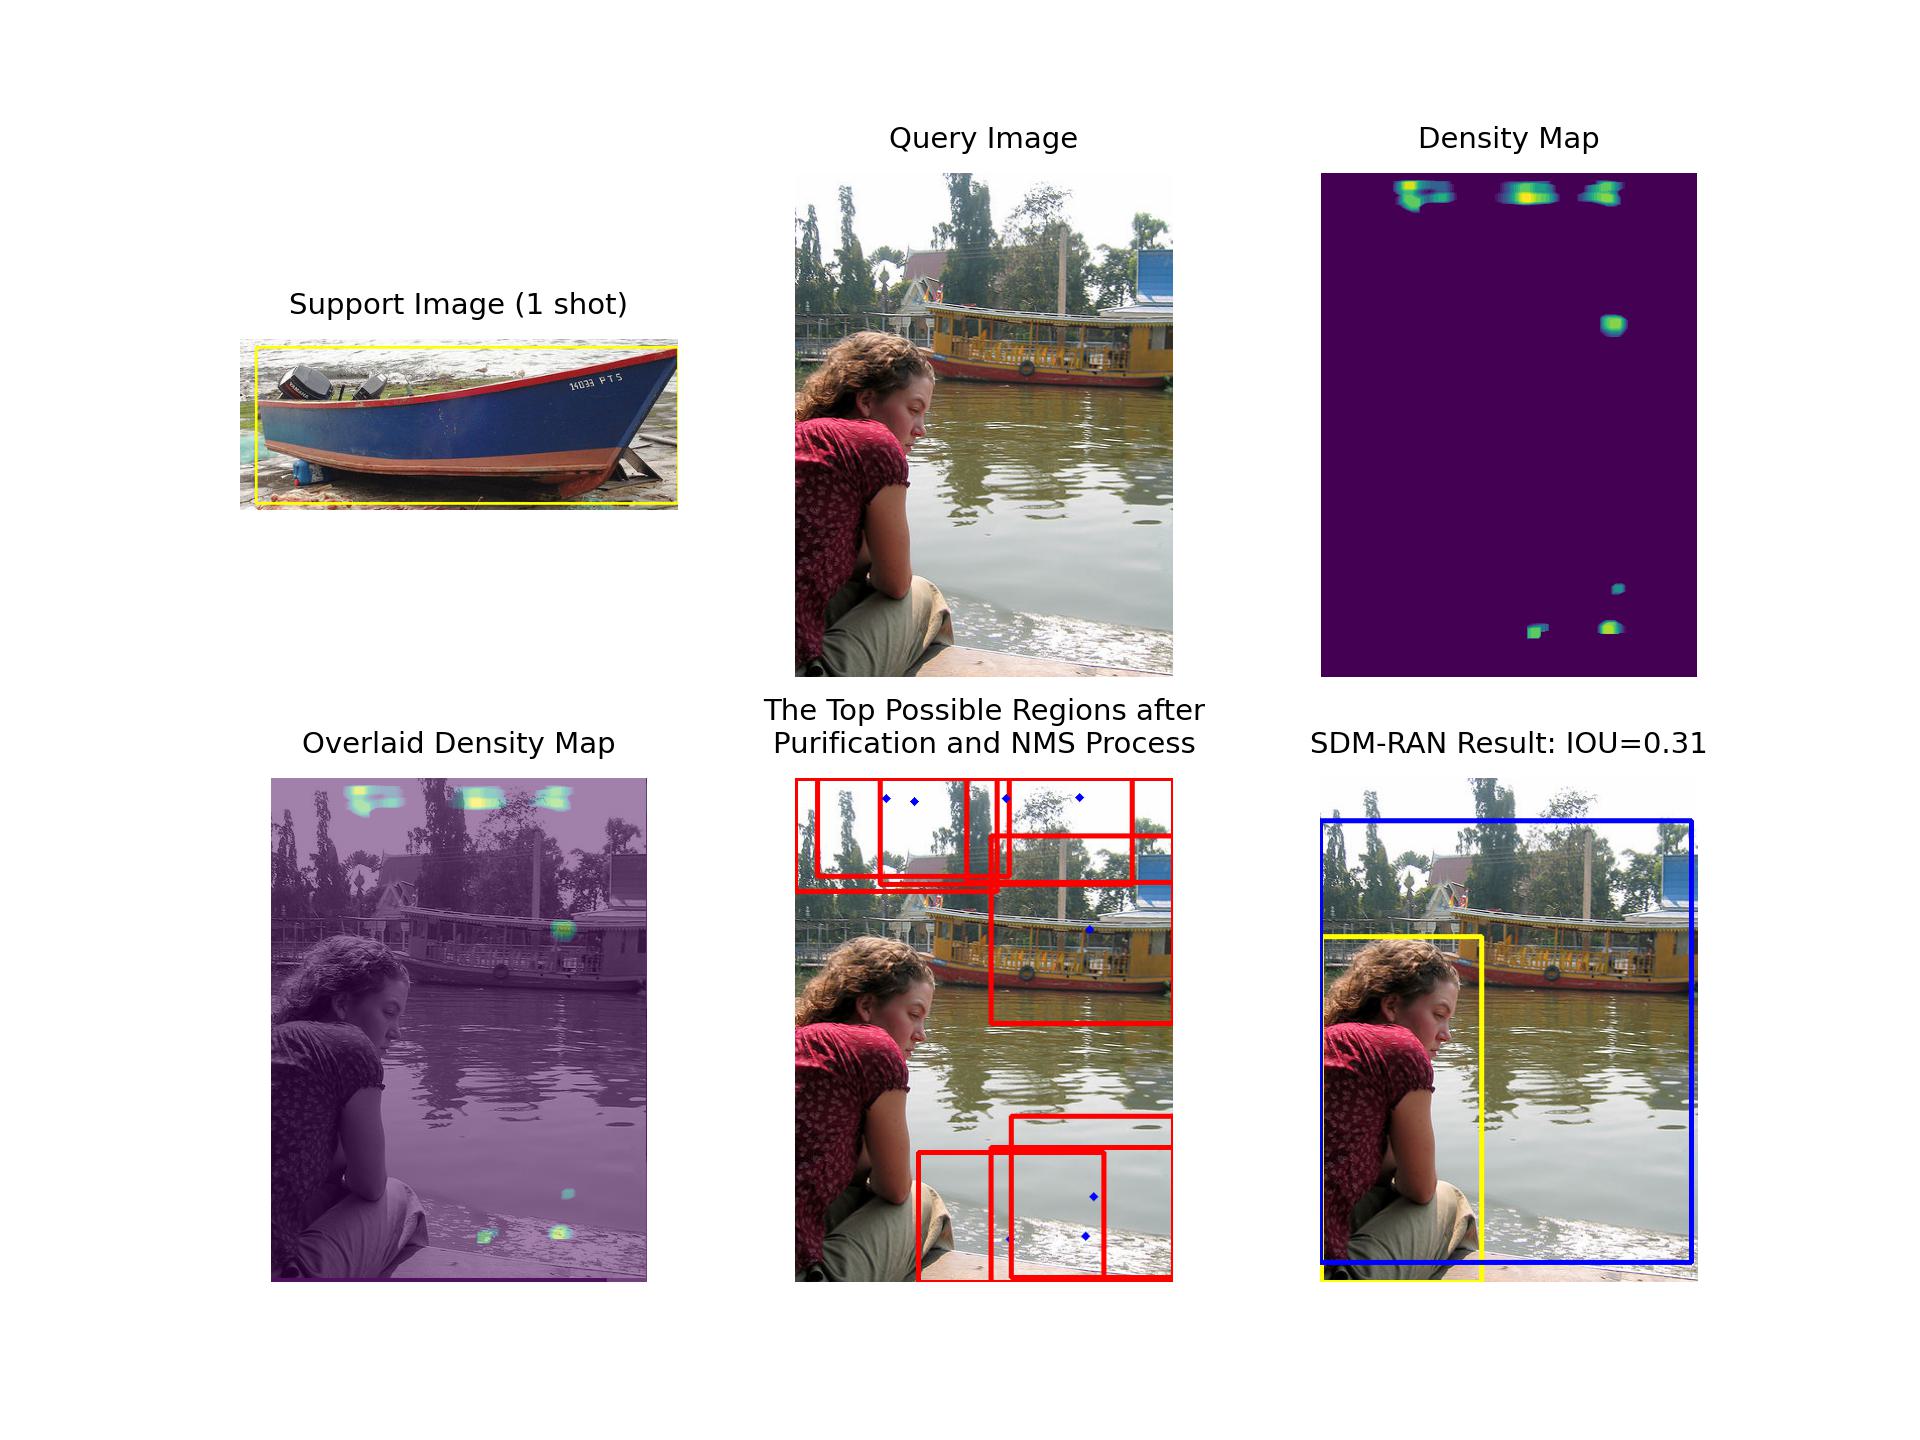 Query Image
Density Map
Support Image (1 shot)
14033 PTS
YAMAHA
Overlaid Density Map
The Top Possible Regions after
Purification and NMS Process
SDM-RAN Result: IOU=0.31